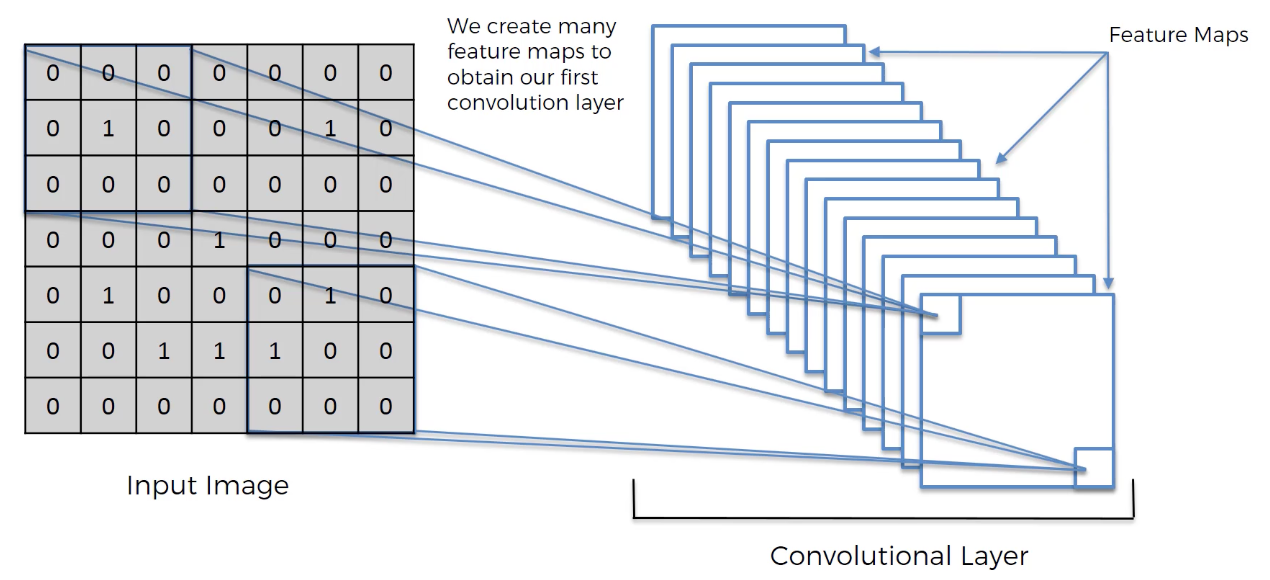 We create many
feature maps to
obtain our first
convolution layer
Feature Maps
0 0 0 0 0 0 0
0 1 0 0 0 1 0
0 0 0 0 0 0 0
0 0 0 1 0 0 0
0 1 0 0 0 1 0
0 0 1 1 1 0 0
0 0 0 0 0 0 0
Input Image
Convolutional Layer